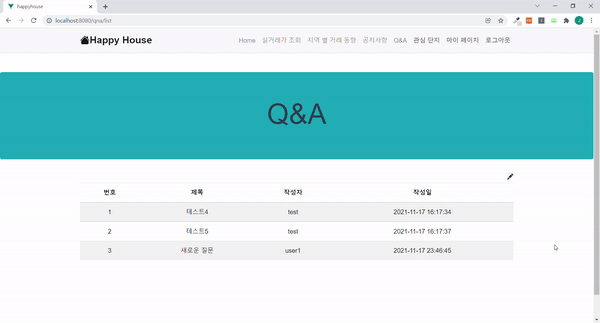 happyhouse
localhost:8080/qna/list
Happy House Home 실거래가 조회 지역 별 거래 동향 공지사항 Q&A 관심 단지 마이 페이지 로그아웃
Q&A
번호 제목 작성자 작성일
1 테스트4 test 2021-11-17 16:17:34
2 테스트5 test 2021-11-17 16:17:37
3 새로운 질문 user1 2021-11-17 23:46:45